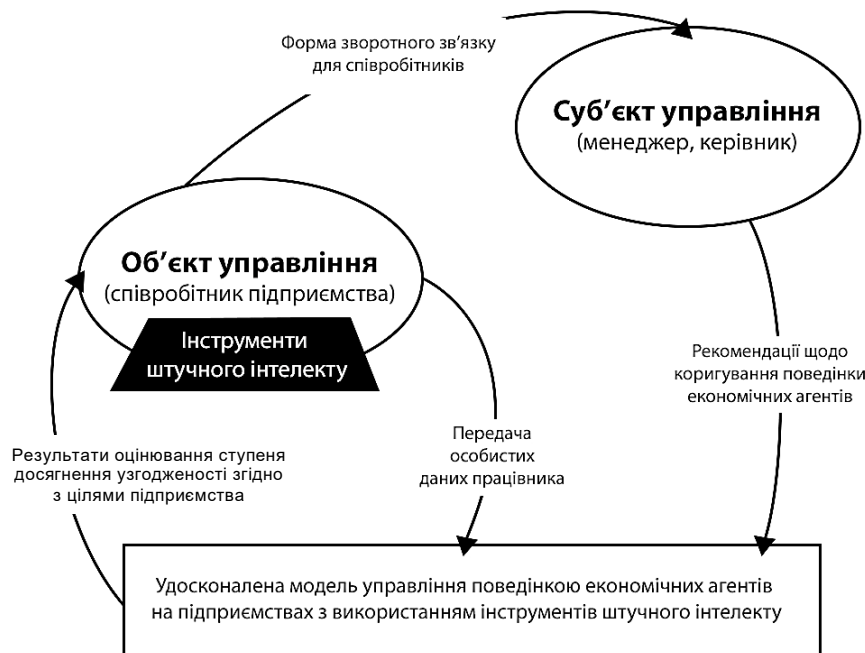 Форма зворотного зв’язку
для співробітників
Суб’єкт управління
(менеджер, керівник)
Об’єкт управління
(співробітник підприємства)
Інструменти
штучного інтелекту
Рекомендації щодо
коригування поведінки
економічних агентів
Передача
особистих
даних працівника
Результати оцінювання ступеня
досягнення узгодженості згідно
з цілями підприємства
Удосконалена модель управління поведінкою економічних агентів
на підприємствах з використанням інструментів штучного інтелекту